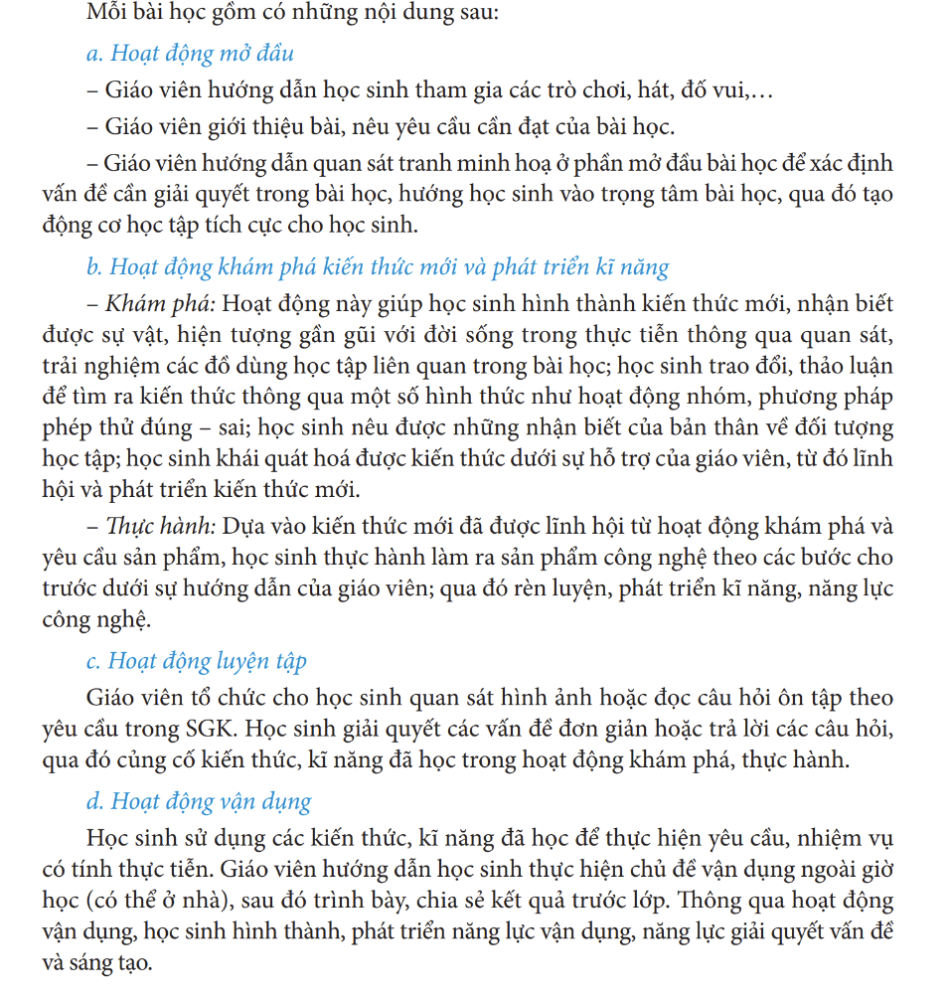 Mỗi bài học gồm có những nội dung sau:
a. Hoạt động mở đầu
– Giáo viên hướng dẫn học sinh tham gia các trò chơi, hát, đố vui,…
– Giáo viên giới thiệu bài, nêu yêu cầu cần đạt của bài học.
– Giáo viên hướng dẫn quan sát tranh minh hoạ ở phần mở đầu bài học để xác định
vấn đề cần giải quyết trong bài học, hướng học sinh vào trọng tâm bài học, qua đó tạo
động cơ học tập tích cực cho học sinh.
b. Hoạt động khám phá kiến thức mới và phát triển kĩ năng
– Khám phá: Hoạt động này giúp học sinh hình thành kiến thức mới, nhận biết
được sự vật, hiện tượng gần gũi với đời sống trong thực tiễn thông qua quan sát,
trải nghiệm các đồ dùng học tập liên quan trong bài học; học sinh trao đổi, thảo luận
để tìm ra kiến thức thông qua một số hình thức như hoạt động nhóm, phương pháp
phép thử đúng – sai; học sinh nêu được những nhận biết của bản thân về đối tượng
học tập; học sinh khái quát hoá được kiến thức dưới sự hỗ trợ của giáo viên, từ đó lĩnh
hội và phát triển kiến thức mới.
– Thực hành: Dựa vào kiến thức mới đã được lĩnh hội từ hoạt động khám phá và
yêu cầu sản phẩm, học sinh thực hành làm ra sản phẩm công nghệ theo các bước cho
trước dưới sự hướng dẫn của giáo viên; qua đó rèn luyện, phát triển kĩ năng, năng lực
công nghệ.
c. Hoạt động luyện tập
Giáo viên tổ chức cho học sinh quan sát hình ảnh hoặc đọc câu hỏi ôn tập theo
yêu cầu trong SGK. Học sinh giải quyết các vấn đề đơn giản hoặc trả lời các câu hỏi,
qua đó củng cố kiến thức, kĩ năng đã học trong hoạt động khám phá, thực hành.
d. Hoạt động vận dụng
Học sinh sử dụng các kiến thức, kĩ năng đã học để thực hiện yêu cầu, nhiệm vụ
có tính thực tiễn. Giáo viên hướng dẫn học sinh thực hiện chủ đề vận dụng ngoài giờ
học (có thể ở nhà), sau đó trình bày, chia sẻ kết quả trước lớp. Thông qua hoạt động
vận dụng, học sinh hình thành, phát triển năng lực vận dụng, năng lực giải quyết vấn đề
và sáng tạo.